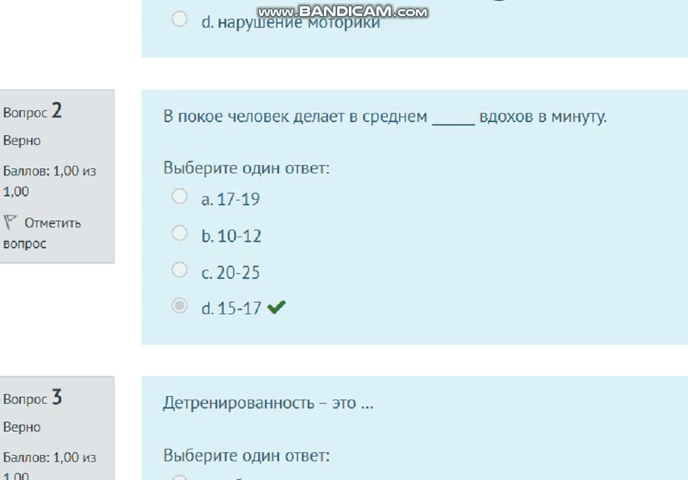 www.BANDICAM.com
d. нарушение моторики
Вопрос 2
Верно
Баллов: 1,00 из
1,00
Отметить
вопрос
В покое человек делает в среднем _____ вдохов в минуту.
Выберите один ответ:
a. 17-19
b. 10-12
c. 20-25
d. 15-17
Вопрос 3
Верно
Баллов: 1,00 из
1,00
Детренированность – это ...
Выберите один ответ: